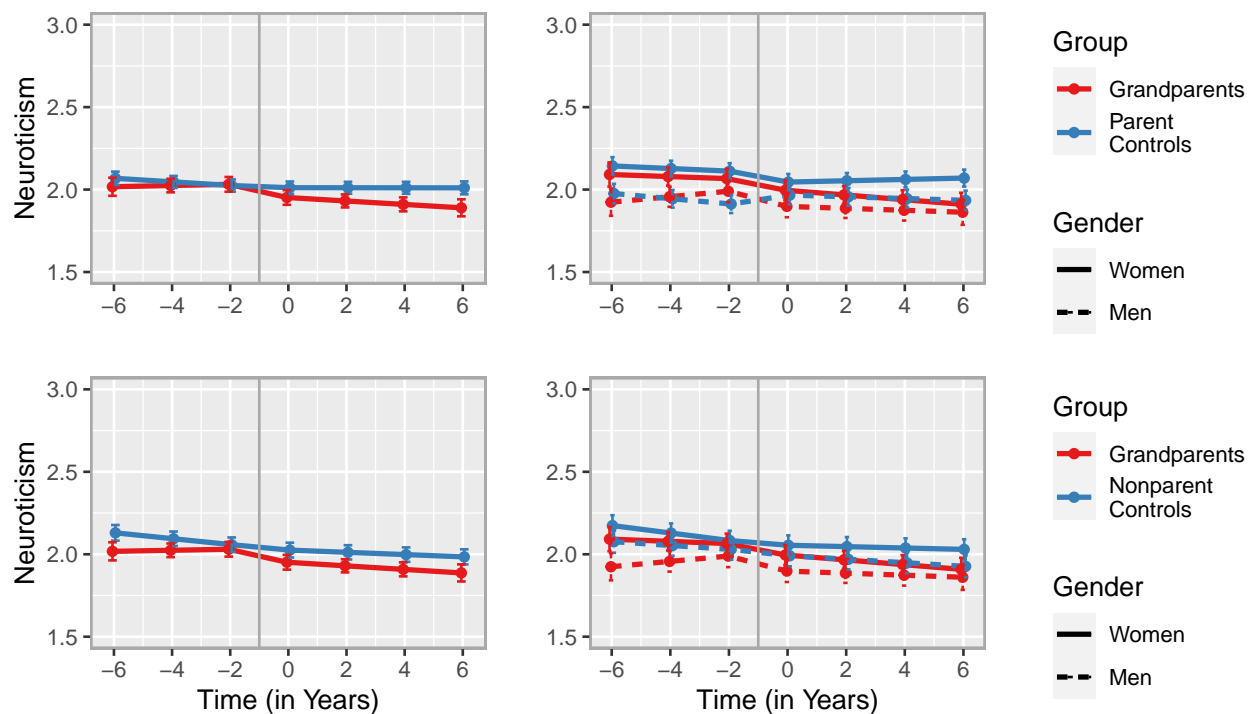 3.0
2.5
2.0
1.5
Neuroticism
−6 −4 −2 0 2 4 6
3.0
2.5
2.0
1.5
−6 −4 −2 0 2 4 6
Group
Grandparents
Parent
Controls
Gender
Women
Men
3.0
2.5
2.0
1.5
Neuroticism
−6 −4 −2 0 2 4 6
Time (in Years)
3.0
2.5
2.0
1.5
−6 −4 −2 0 2 4 6
Time (in Years)
Group
Grandparents
Nonparent
Controls
Gender
Women
Men